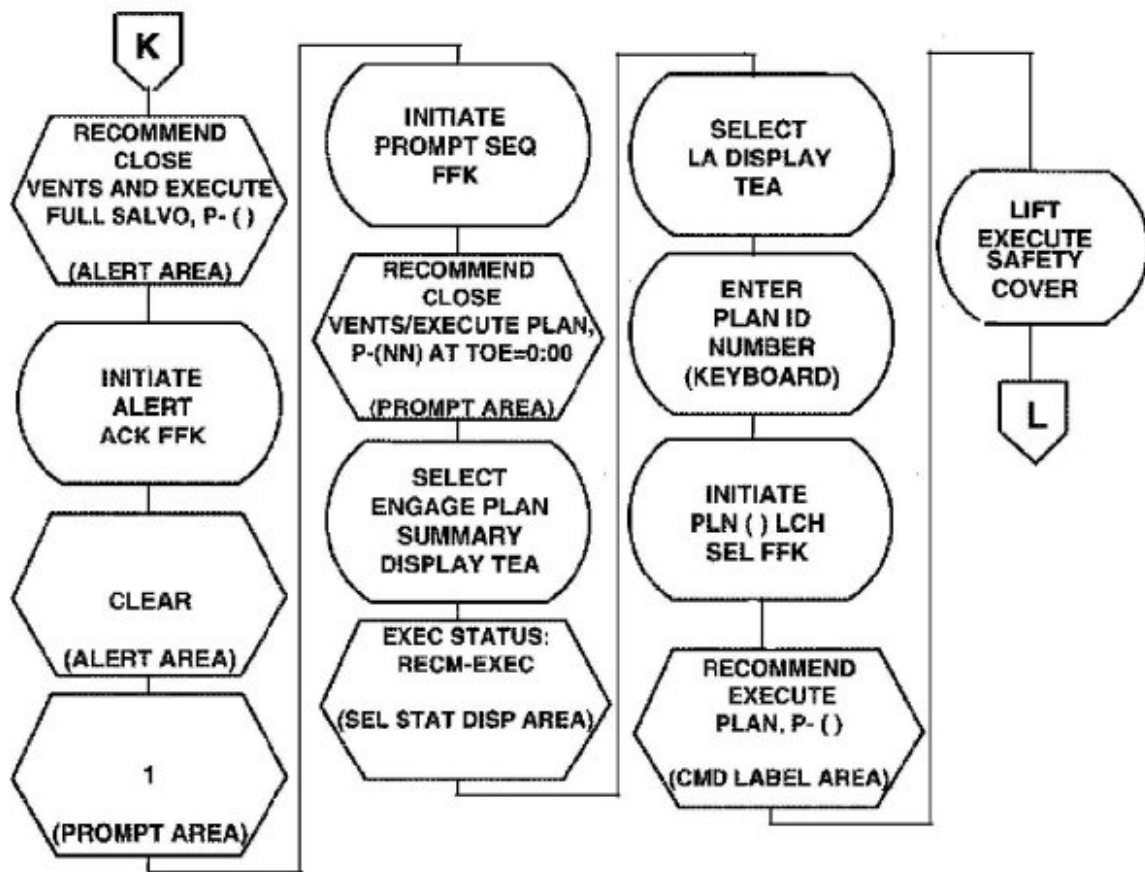 K
RECOMMEND
CLOSE
VENTS AND EXECUTE
FULL SALVO, P- ( )
(ALERT AREA)
INITIATE
ALERT
ACK FFK
CLEAR
(ALERT AREA)
1
(PROMPT AREA)
INITIATE
PROMPT SEQ
FFK
RECOMMEND
CLOSE
VENTS/EXECUTE PLAN,
P-(NN) AT TOE=0:00
(PROMPT AREA)
SELECT
ENGAGE PLAN
SUMMARY
DISPLAY TEA
EXEC STATUS:
RECM-EXEC
(SEL STAT DISP AREA)
SELECT
LA DISPLAY
TEA
ENTER
PLAN ID
NUMBER
(KEYBOARD)
INITIATE
PLN ( ) LCH
SEL FFK
RECOMMEND
EXECUTE
PLAN, P- ( )
(CMD LABEL AREA)
LIFT
EXECUTE
SAFETY
COVER
L